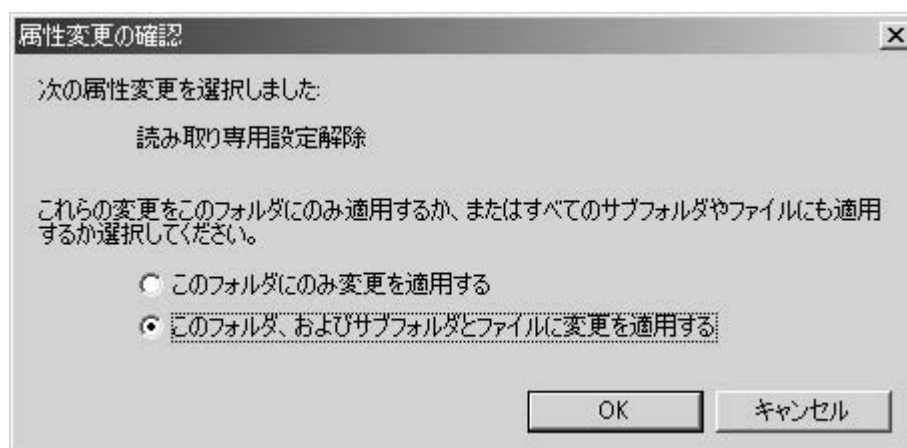 属性変更の確認
次の属性変更を選択しました:
読み取り専用設定解除
これらの変更をこのフォルダにのみ適用するか、またはすべてのサブフォルダやファイルにも適用
するか選択してください。
このフォルダにのみ変更を適用する
このフォルダ、およびサブフォルダとファイルに変更を適用する
OK キャンセル